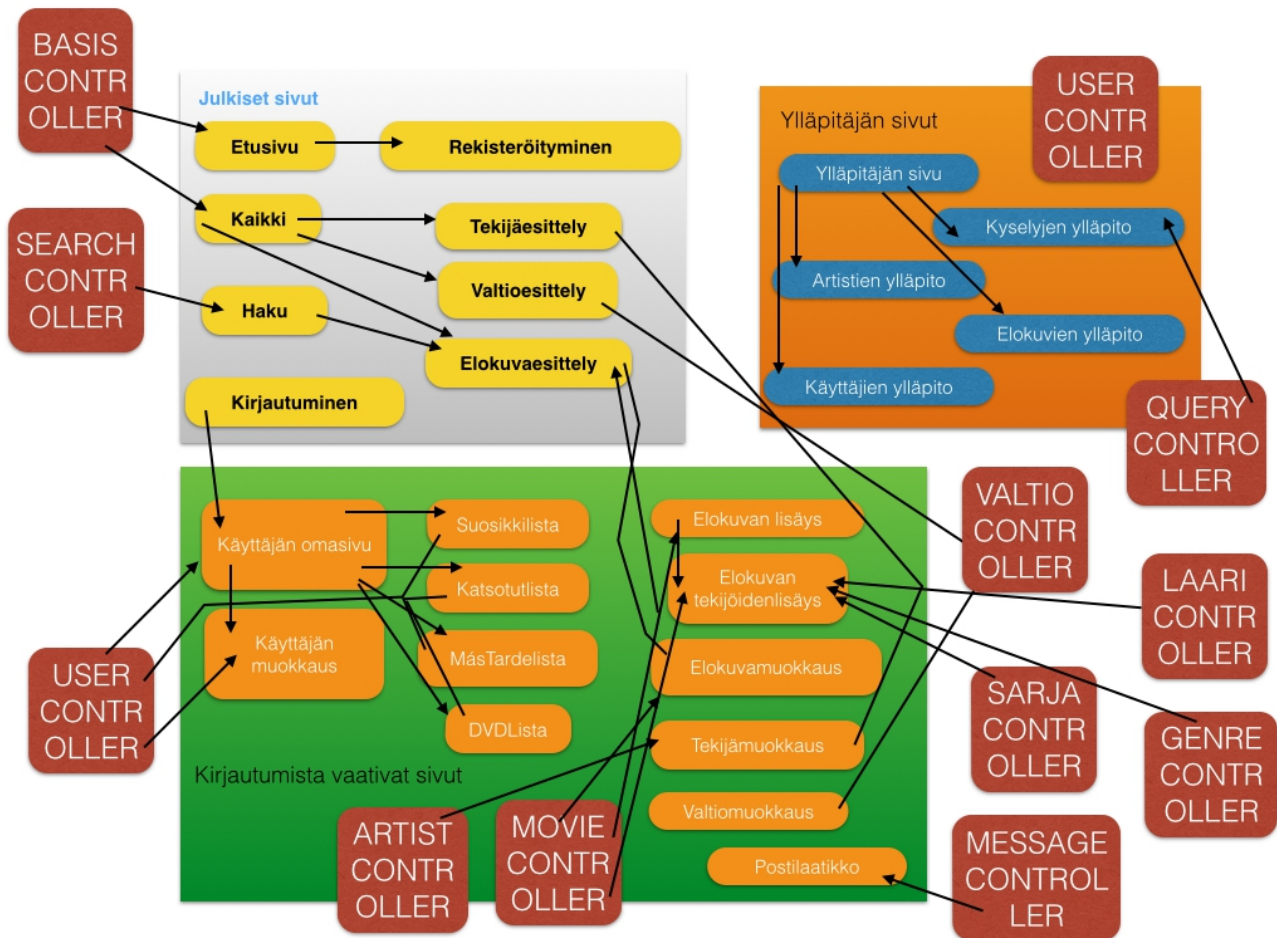 BASIS
CONTR
OLLER
SEARCH
CONTR
OLLER
Julkiset sivut
Etusivu
Rekisteröityminen
Kaikki
Tekijäesittely
Valtioesittely
Haku
Elokuvaesittely
Kirjautuminen
Ylläpitäjän sivut
USER
CONTR
OLLER
Ylläpitäjän sivu
Kyselyjen ylläpito
Artistien ylläpito
Elokuvien ylläpito
Käyttäjien ylläpito
QUERY
CONTRO
LLER
VALTIO
CONTR
OLLER
LAARI
CONTR
OLLER
SARJA
CONTR
OLLER
GENRE
CONTR
OLLER
MESSAGE
CONTROL
LER
Käyttäjän omasivu
Suosikkilista
Katsotutlista
Käyttäjän
muokkaus
MásTardelista
DVDLista
Elokuvan lisäys
Elokuvan
tekijöidenlisäys
Elokuvamuokkaus
Tekijämuokkaus
Valtiomuokkaus
Postilaatikko
Kirjautumista vaativat sivut
USER
CONTR
OLLER
ARTIST
CONTR
OLLER
MOVIE
CONTR
OLLER